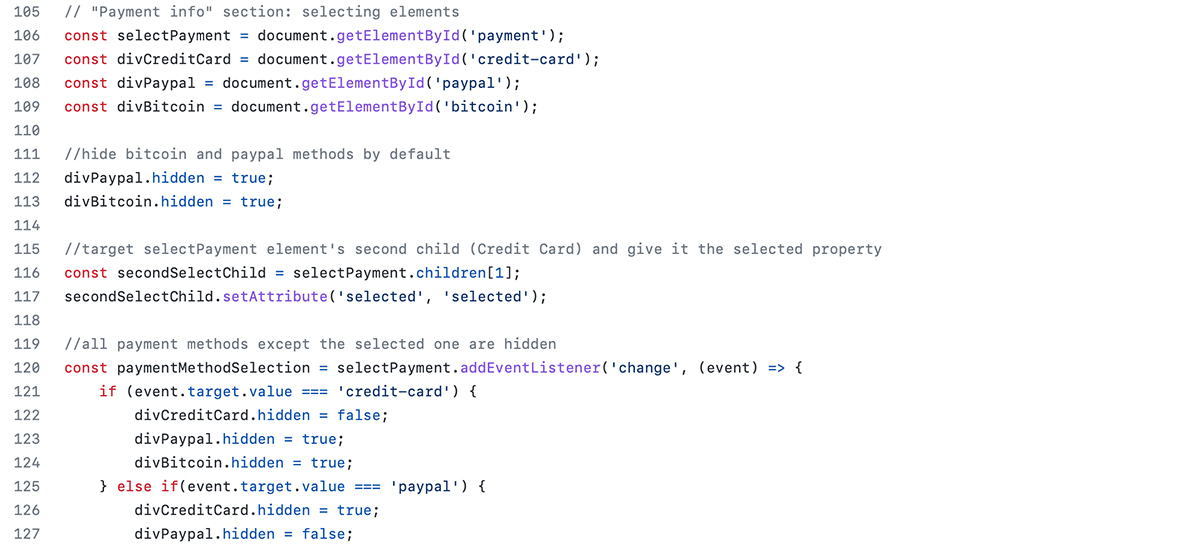 105 // "Payment info" section: selecting elements
106 const selectPayment = document.getElementById('payment');
107 const divCreditCard = document.getElementById('credit-card');
108 const divPaypal = document.getElementById('paypal');
109 const divBitcoin = document.getElementById('bitcoin');
110
111 //hide bitcoin and paypal methods by default
112 divPaypal.hidden = true;
113 divBitcoin.hidden = true;
114
115 //target selectPayment element's second child (Credit Card) and give it the selected property
116 const secondSelectChild = selectPayment.children[1];
117 secondSelectChild.setAttribute('selected', 'selected');
118
119 //all payment methods except the selected one are hidden
120 const paymentMethodSelection = selectPayment.addEventListener('change', (event) => {
121     if (event.target.value === 'credit-card') {
122         divCreditCard.hidden = false;
123         divPaypal.hidden = true;
124         divBitcoin.hidden = true;
125     } else if(event.target.value === 'paypal') {
126         divCreditCard.hidden = true;
127         divPaypal.hidden = false;